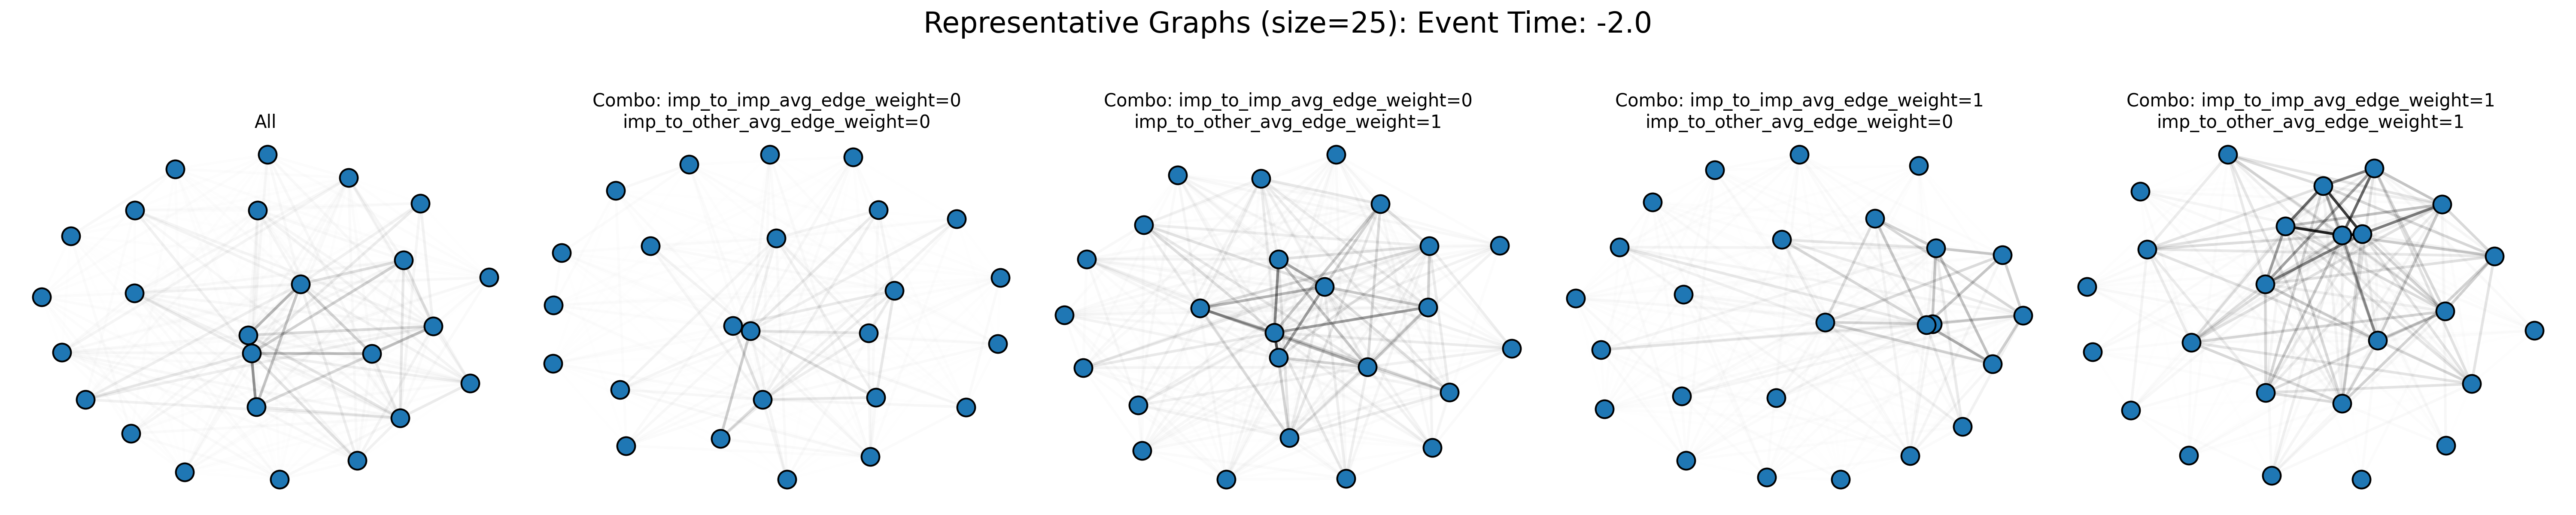 Representative Graphs (size=25): Event Time: -2.0
All
Combo: imp_to_imp_avg_edge_weight=0
imp_to_other_avg_edge_weight=0
Combo: imp_to_imp_avg_edge_weight=0
imp_to_other_avg_edge_weight=1
Combo: imp_to_imp_avg_edge_weight=1
imp_to_other_avg_edge_weight=0
Combo: imp_to_imp_avg_edge_weight=1
imp_to_other_avg_edge_weight=1